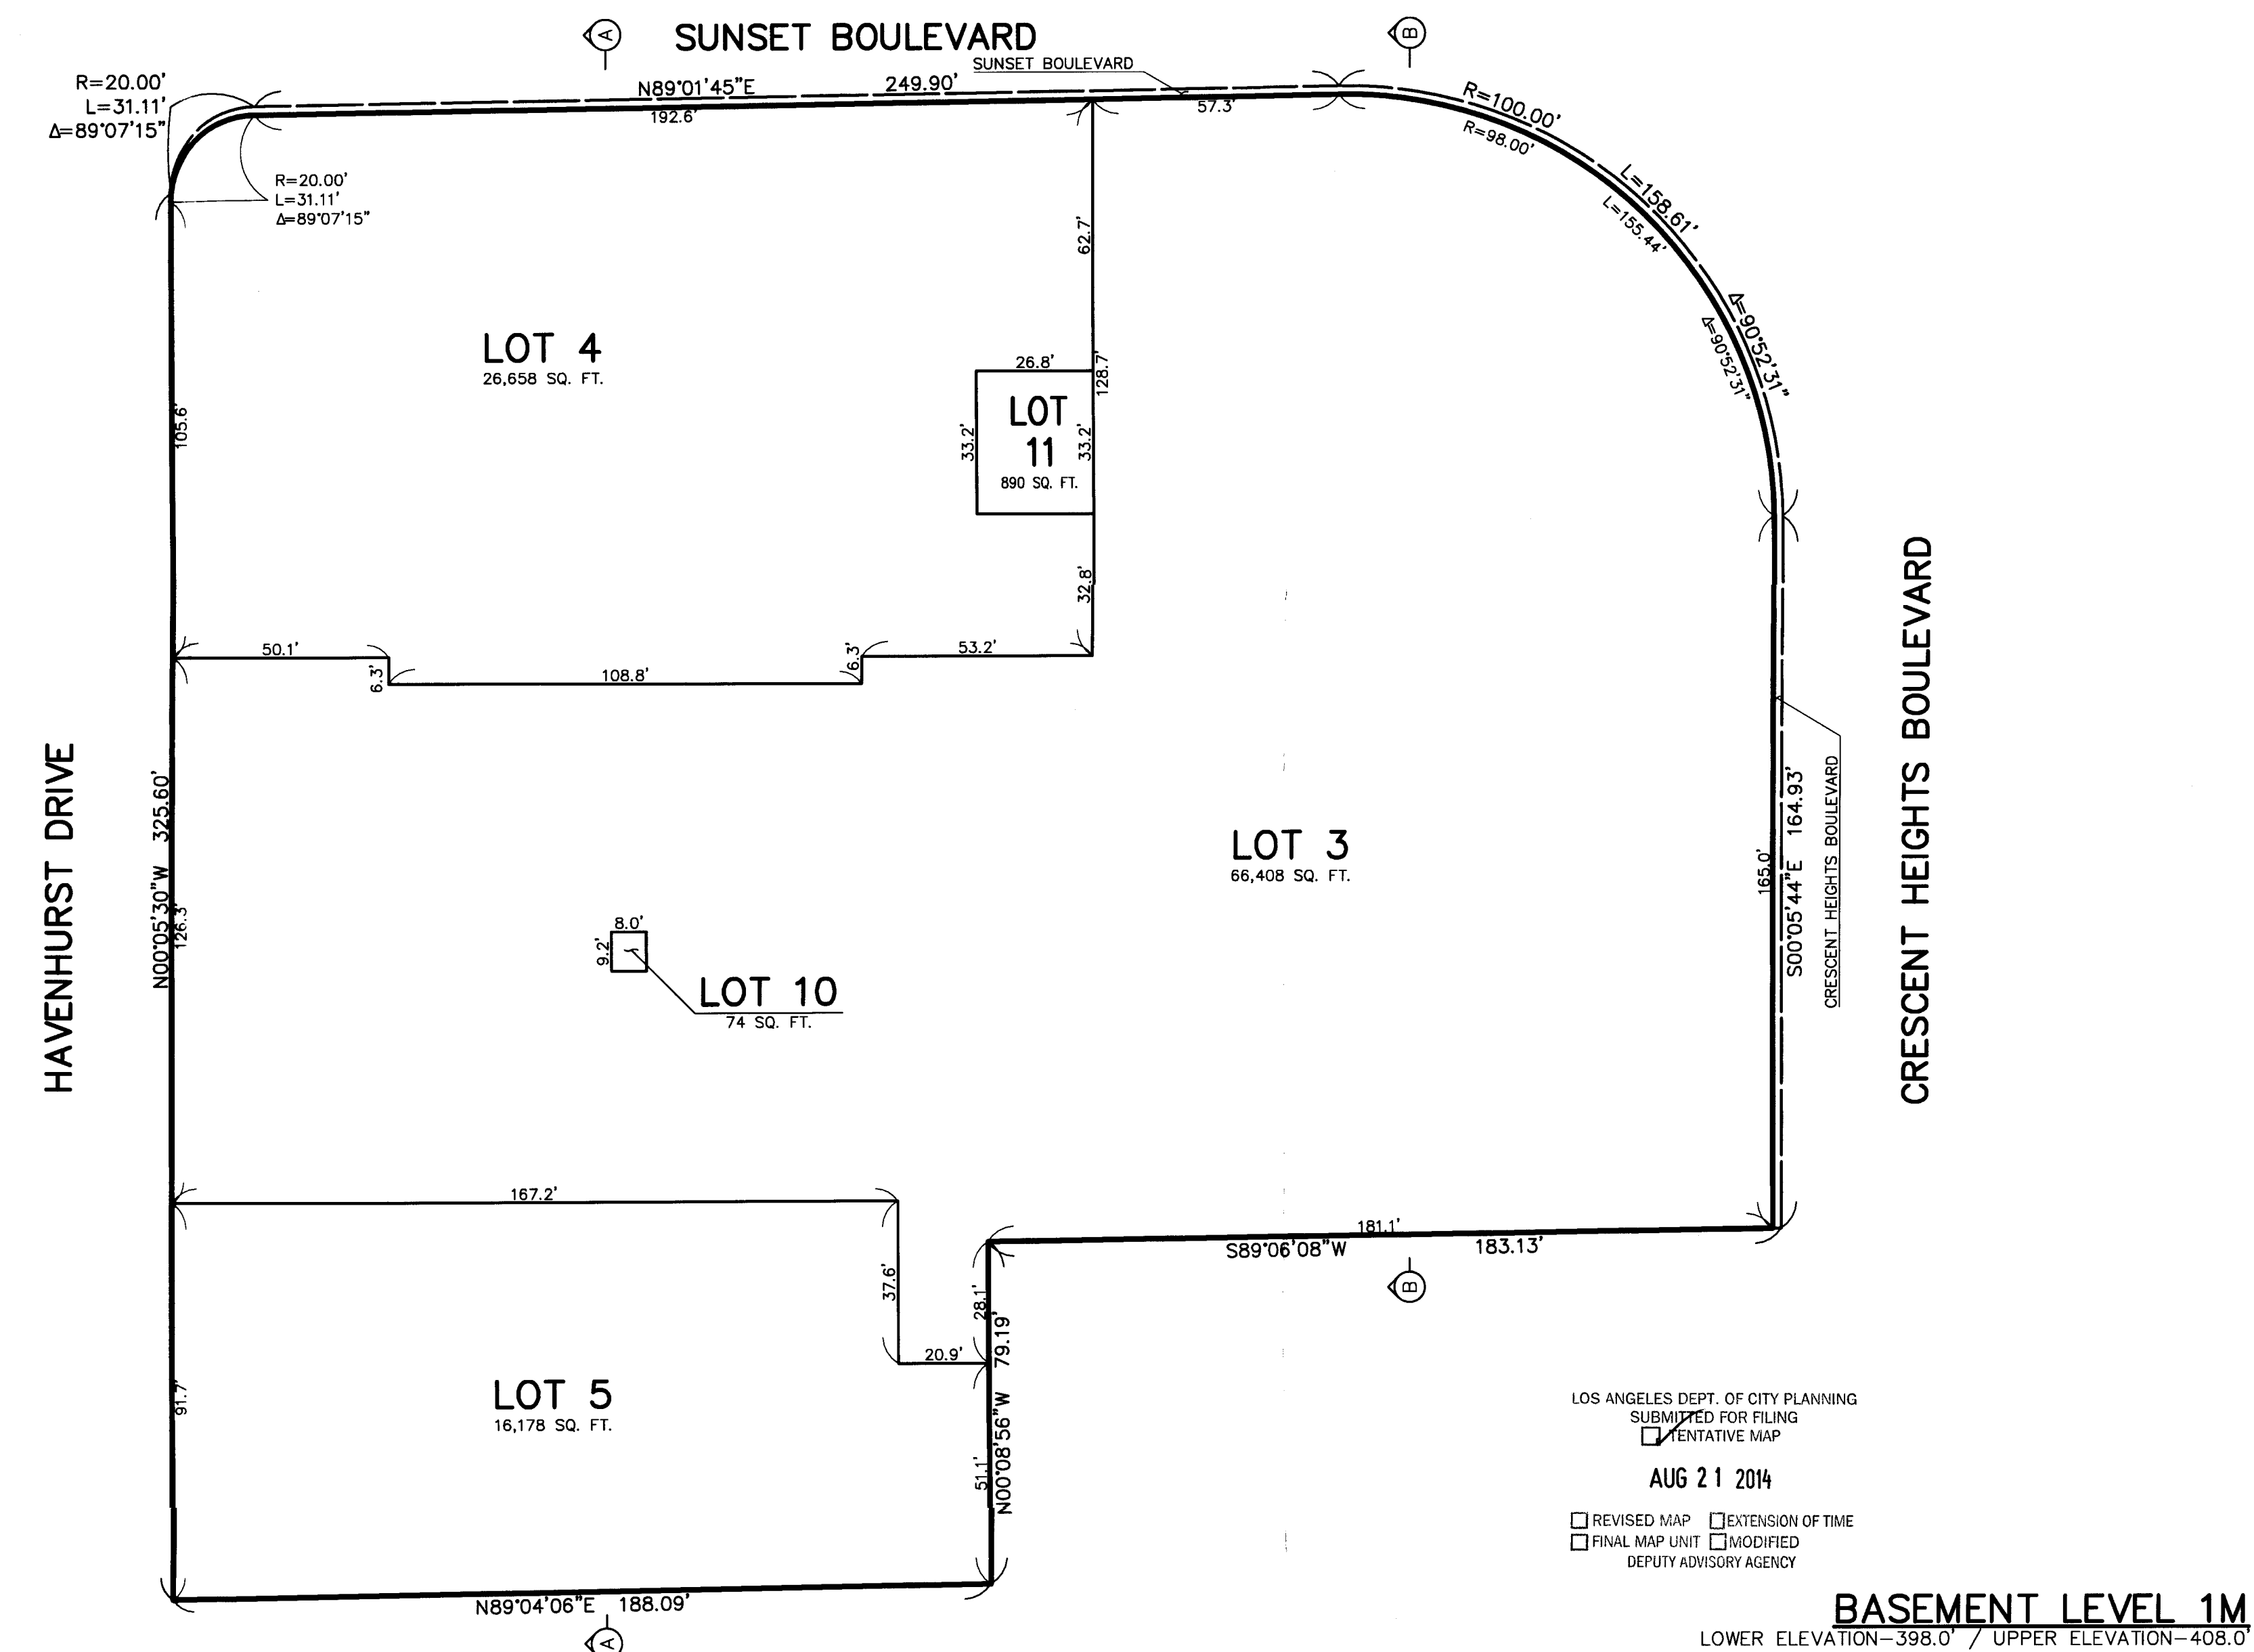 A
SUNSET BOULEVARD
B
SUNSET BOULEVARD
R=20.00'
L=31.11'
Δ=89°07'15"
N89°01'45"E 249.90'
192.6'
57.3'
R=100.00'
R=98.00'
L=158.61'
L=155.44'
Δ=90°52'31"
Δ=90°52'31"
R=20.00'
L=31.11'
Δ=89°07'15"
62.7'
LOT 4
26,658 SQ. FT.
105.6'
26.8'
128.7'
LOT
11
890 SQ. FT.
33.2'
33.2'
32.8'
50.1'
6.3'
108.8'
6.3'
53.2'
HAVENHURST DRIVE
N00°05'30"W 325.60'
126.3'
LOT 3
66,408 SQ. FT.
165.0'
S00°05'44"E 164.93'
CRESCENT HEIGHTS BOULEVARD
CRESCENT HEIGHTS BOULEVARD
8.0'
9.2'
LOT 10
74 SQ. FT.
167.2'
37.6'
20.9'
28.1'
181.1'
S89°06'08"W 183.13'
B
N00°08'56"W 79.19'
51.1'
91.7'
LOT 5
16,178 SQ. FT.
N89°04'06"E 188.09'
A
LOS ANGELES DEPT. OF CITY PLANNING
SUBMITTED FOR FILING
TENTATIVE MAP
AUG 21 2014
REVISED MAP EXTENSION OF TIME
FINAL MAP UNIT MODIFIED
DEPUTY ADVISORY AGENCY
BASEMENT LEVEL 1M
LOWER ELEVATION-398.0' / UPPER ELEVATION-408.0'